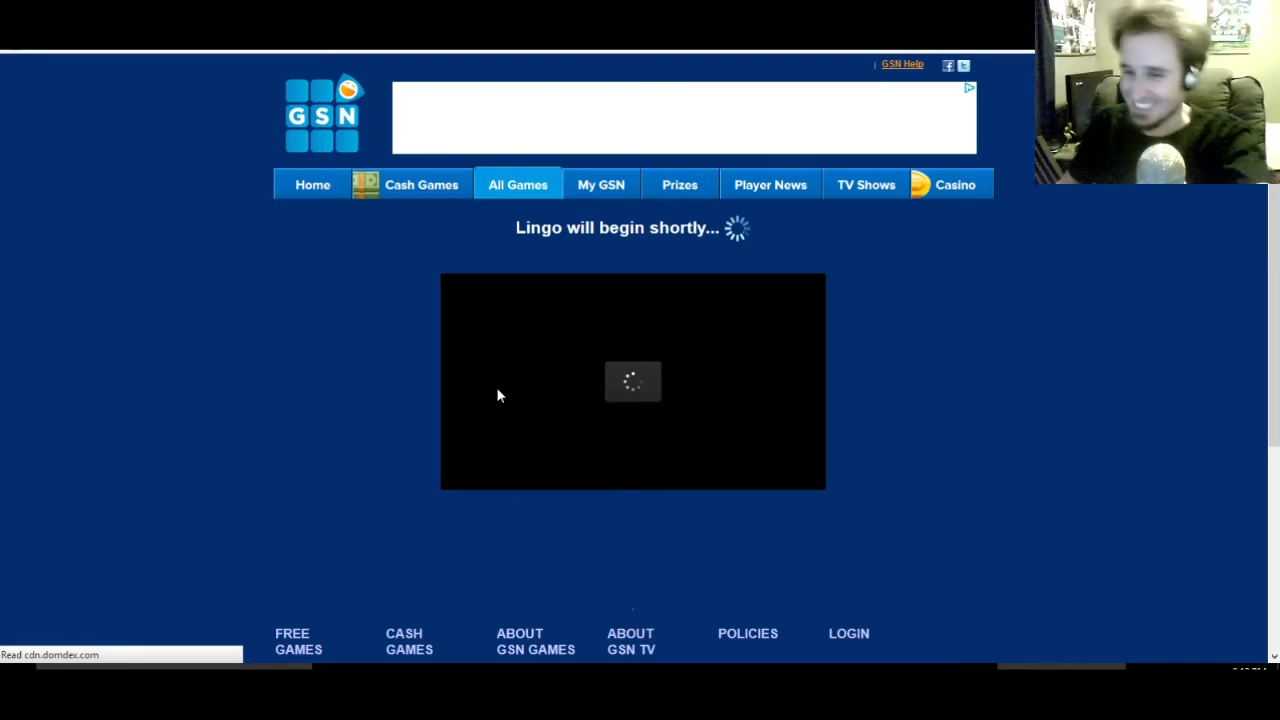 GSN Help
GSN
Home
Cash Games
All Games
My GSN
Prizes
Player News
TV Shows
Casino
Lingo will begin shortly...
FREE
GAMES
CASH
GAMES
ABOUT
GSN GAMES
ABOUT
GSN TV
POLICIES
LOGIN
Read cdn.domdex.com